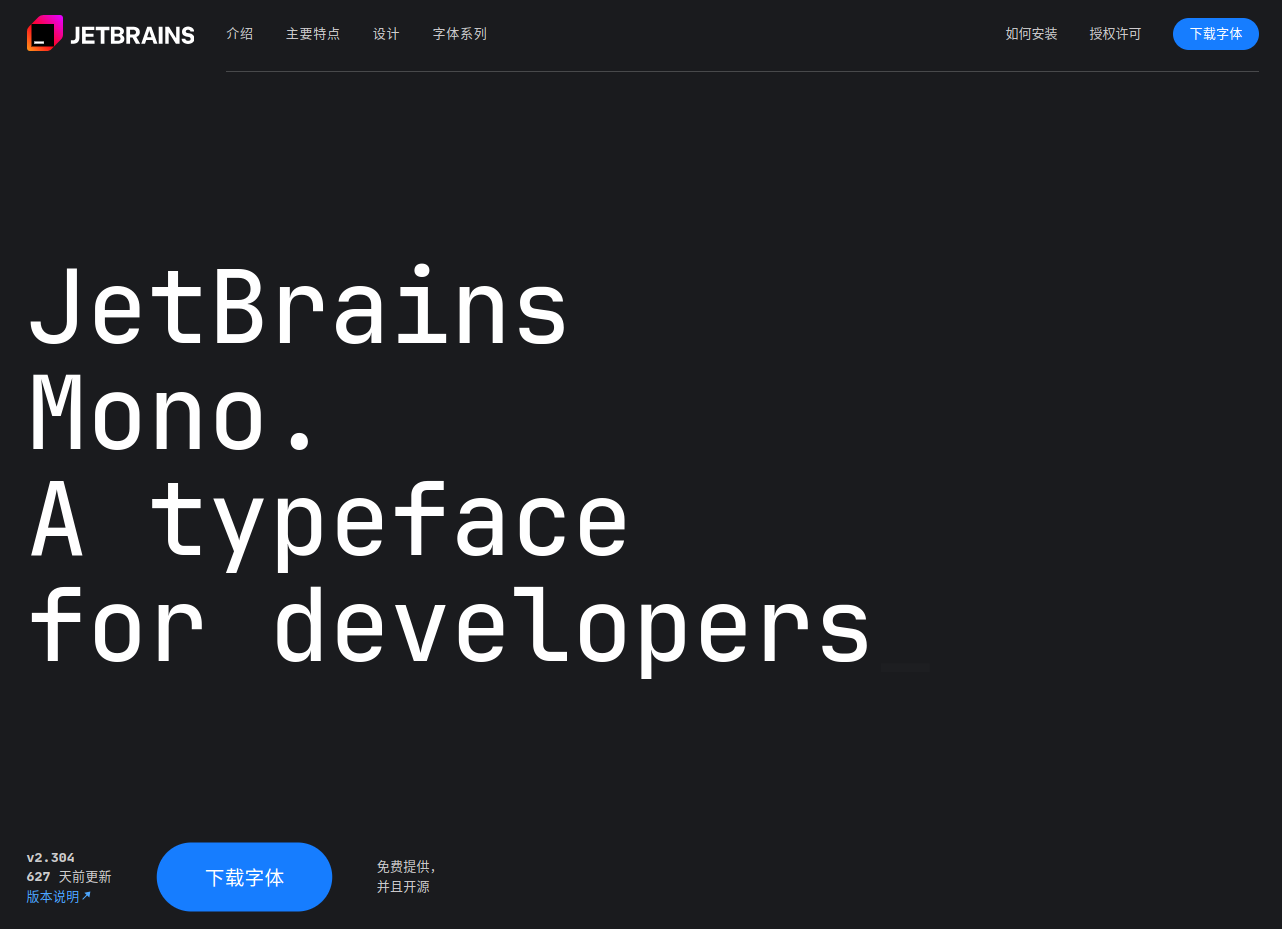 JETBRAINS
介绍
主要特点
设计
字体系列
如何安装
授权许可
下载字体
JetBrains
Mono.
A typeface
for developers
v2.304
627 天前更新
版本说明
下载字体
免费提供,
并且开源